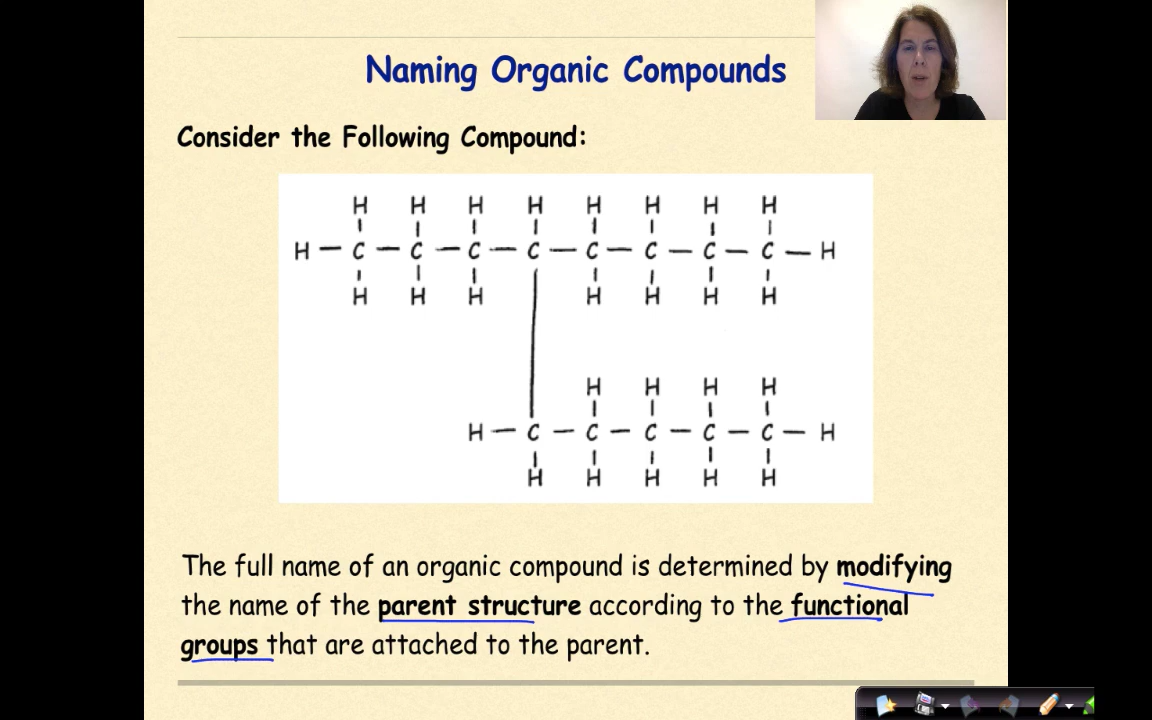 Naming Organic Compounds
Consider the Following Compound:
H H H H H H H H
H — C — C — C — C — C — C — C — C — H
H H H H H H H
H H H H
H — C — C — C — C — C — H
H H H H H
The full name of an organic compound is determined by modifying
the name of the parent structure according to the functional
groups that are attached to the parent.